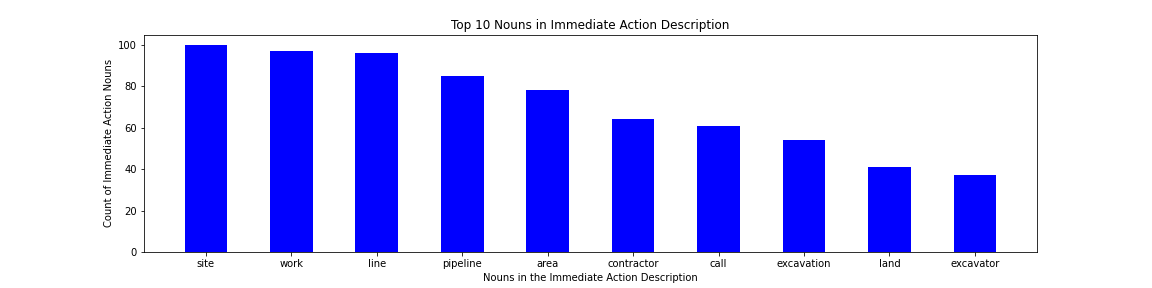 Top 10 Nouns in Immediate Action Description
Count of Immediate Action Nouns
100
80
60
40
20
0
site work line pipeline area contractor call excavation land excavator
Nouns in the Immediate Action Description